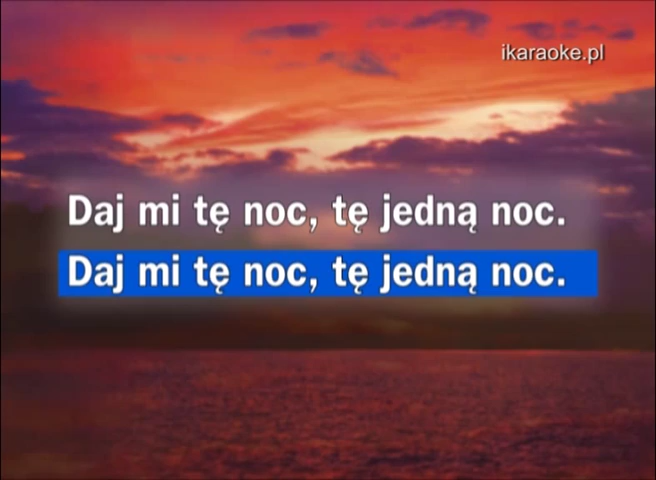 ikaraoke.pl
Daj mi tę noc, tę jedną noc.
Daj mi tę noc, tę jedną noc.